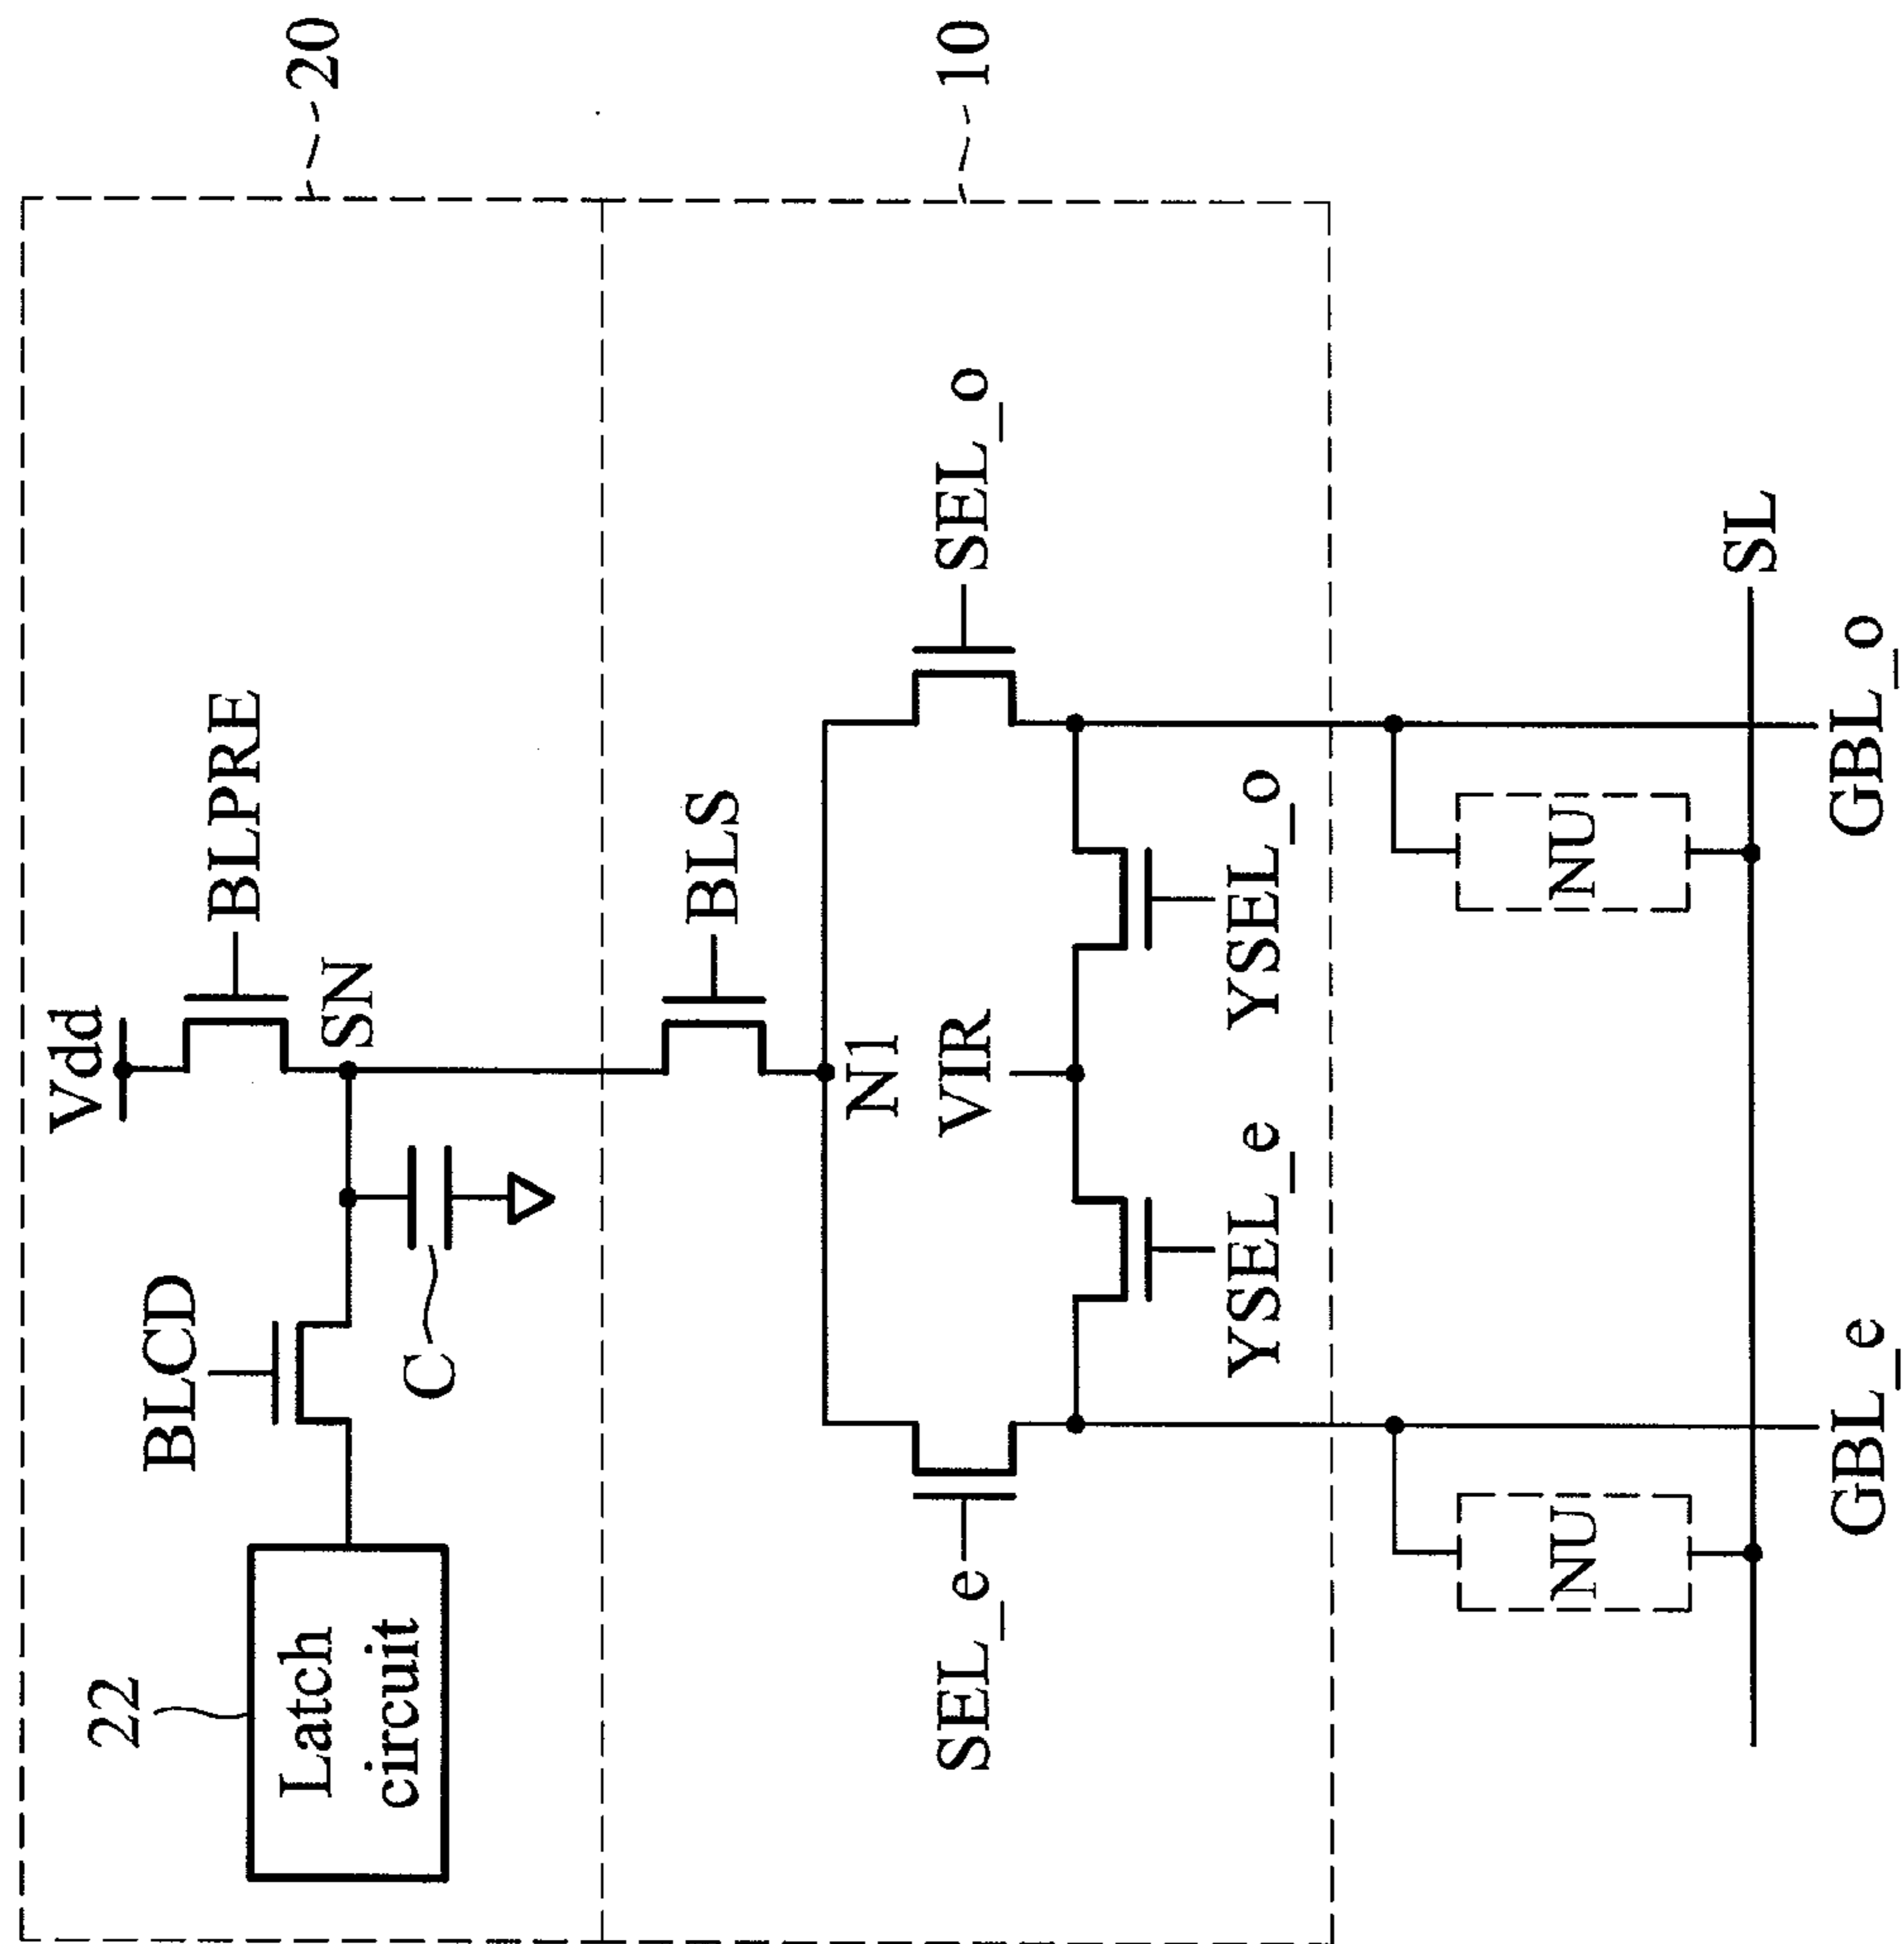 20
Vdd
BLPRE
SN
BLCD
C
22
Latch
circuit
10
BLS
N1
SEL_e
SEL_o
VIR
YSEL_e
YSEL_o
NU
NU
SL
GBL_e
GBL_o